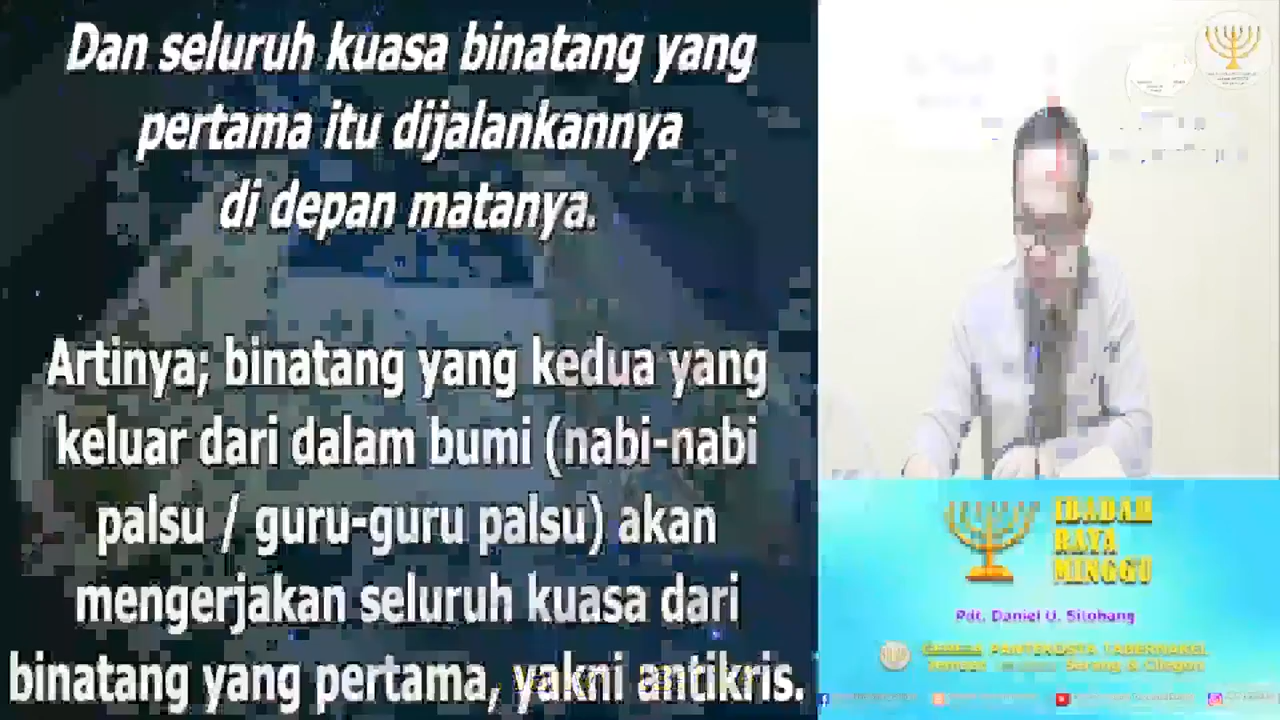 Dan seluruh kuasa binatang yang
pertama itu dijalankannya
di depan matanya.
Artinya; binatang yang kedua yang
keluar dari dalam bumi (nabi-nabi
palsu / guru-guru palsu) akan
mengerjakan seluruh kuasa dari
binatang yang pertama, yakni antikris.
IBADAH
RAYA
MINGGU
Pdt. Daniel U. Sitohang
GEREJA PANTEKOSTA TABERNAKEL
Serang & Cilegon